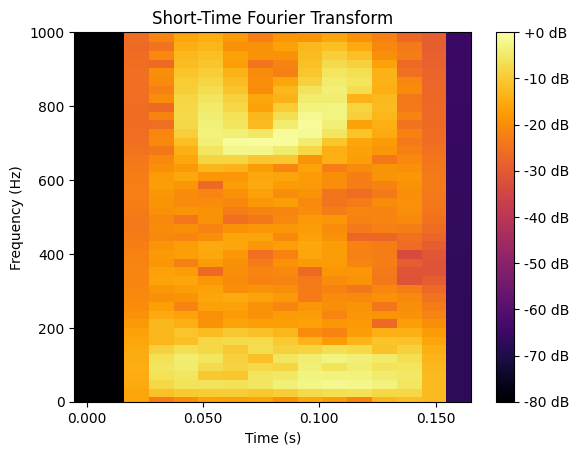 Short-Time Fourier Transform
1000
800
600
400
200
0
Frequency (Hz)
0.000
0.050
0.100
0.150
Time (s)
+0 dB
-10 dB
-20 dB
-30 dB
-40 dB
-50 dB
-60 dB
-70 dB
-80 dB